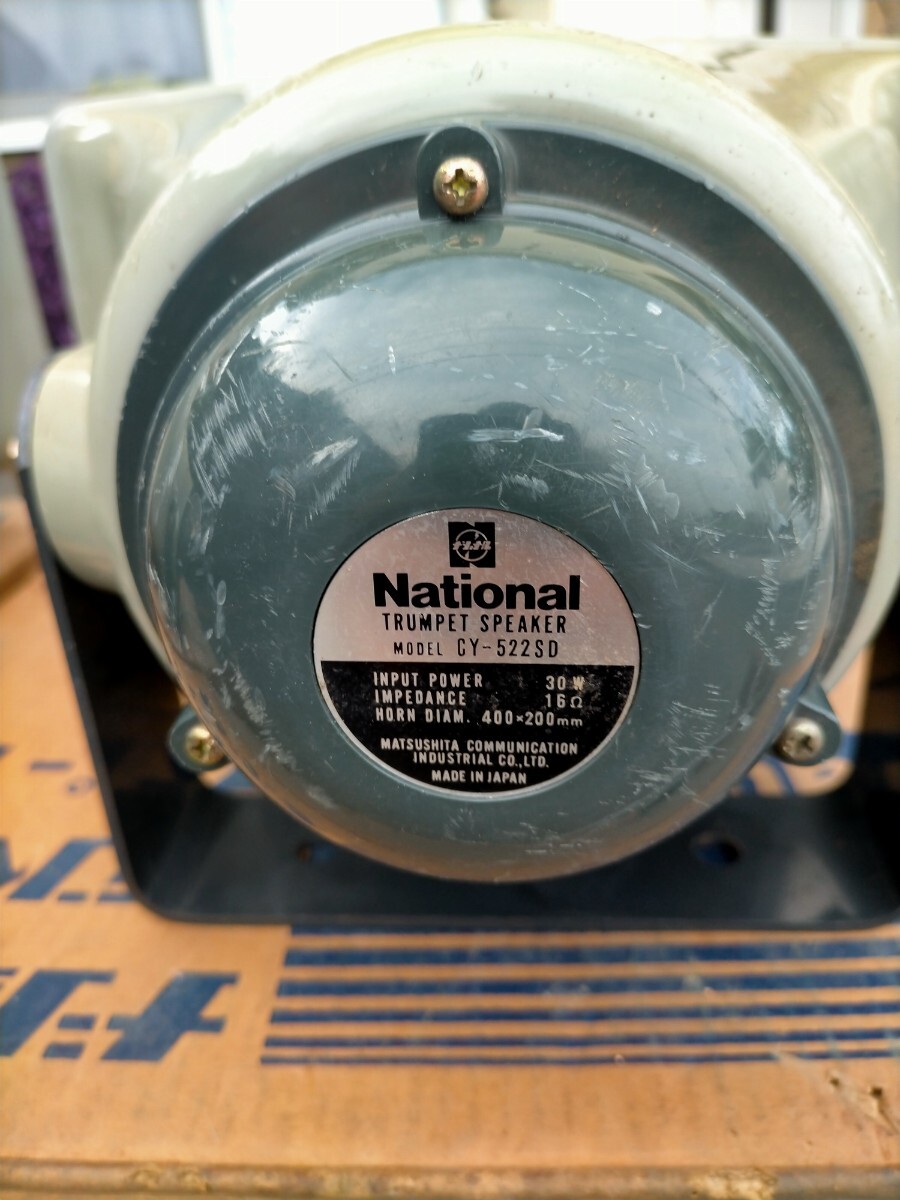 National
TRUMPET SPEAKER
MODEL CY-522SD
INPUT POWER 30 W
IMPEDANCE 16Ω
HORN DIAM. 400×200mm
MATSUSHITA COMMUNICATION
INDUSTRIAL CO.,LTD.
MADE IN JAPAN